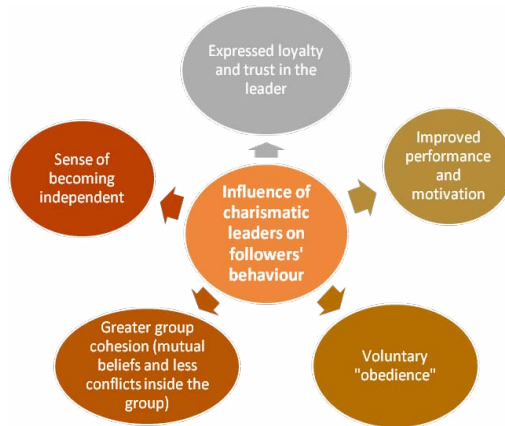 Expressed loyalty
and trust in the
leader
Improved
performance
and
motivation
Sense of
becoming
independent
Influence of
charismatic
leaders on
followers'
behaviour
Greater group
cohesion (mutual
beliefs and less
conflicts inside the
group)
Voluntary
"obedience"